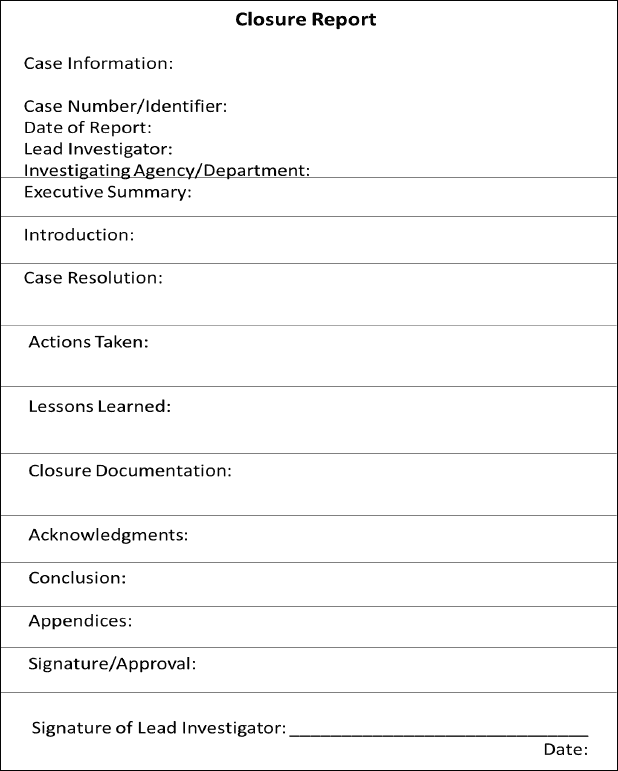 Closure Report
Case Information:
Case Number/Identifier:
Date of Report:
Lead Investigator:
Investigating Agency/Department:
Executive Summary:
Introduction:
Case Resolution:
Actions Taken:
Lessons Learned:
Closure Documentation:
Acknowledgments:
Conclusion:
Appendices:
Signature/Approval:
Signature of Lead Investigator: ______________________________
Date: